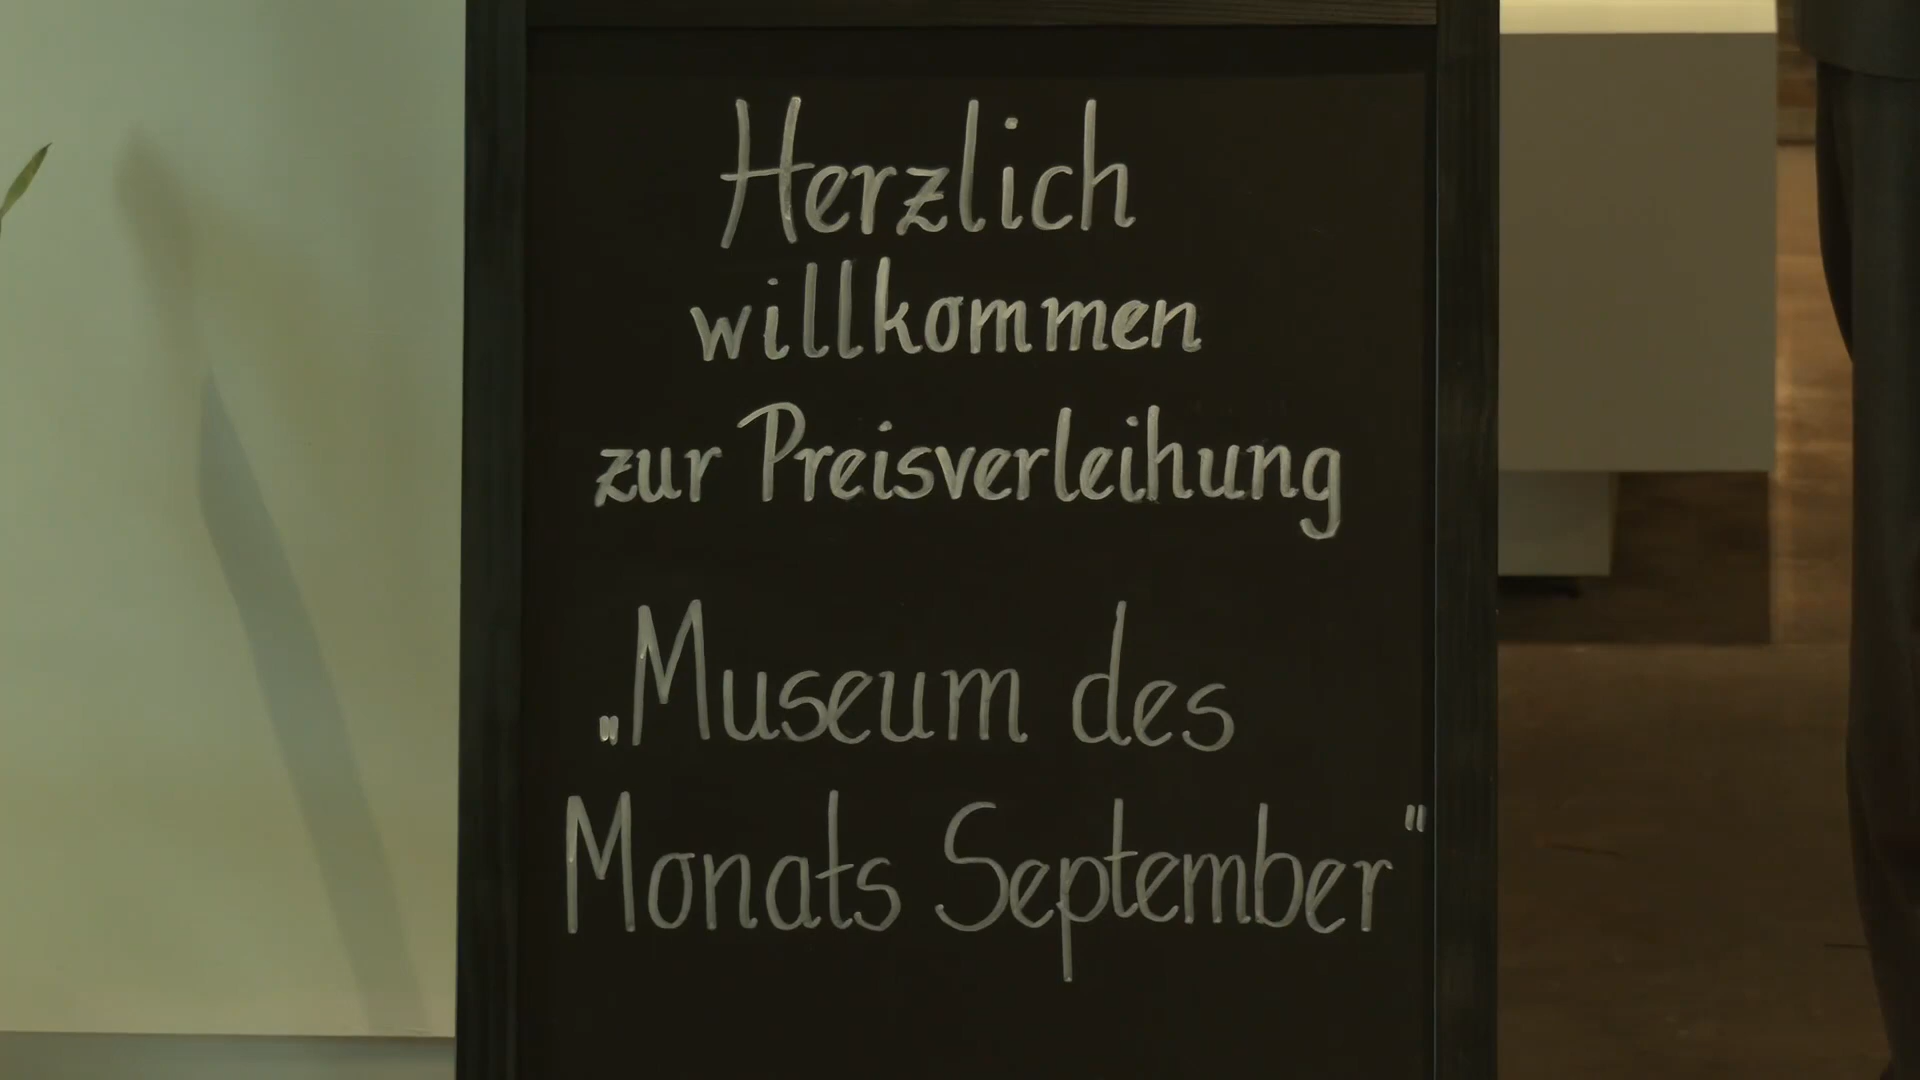 Herzlich
willkommen
zur Preisverleihung
„Museum des
Monats September"